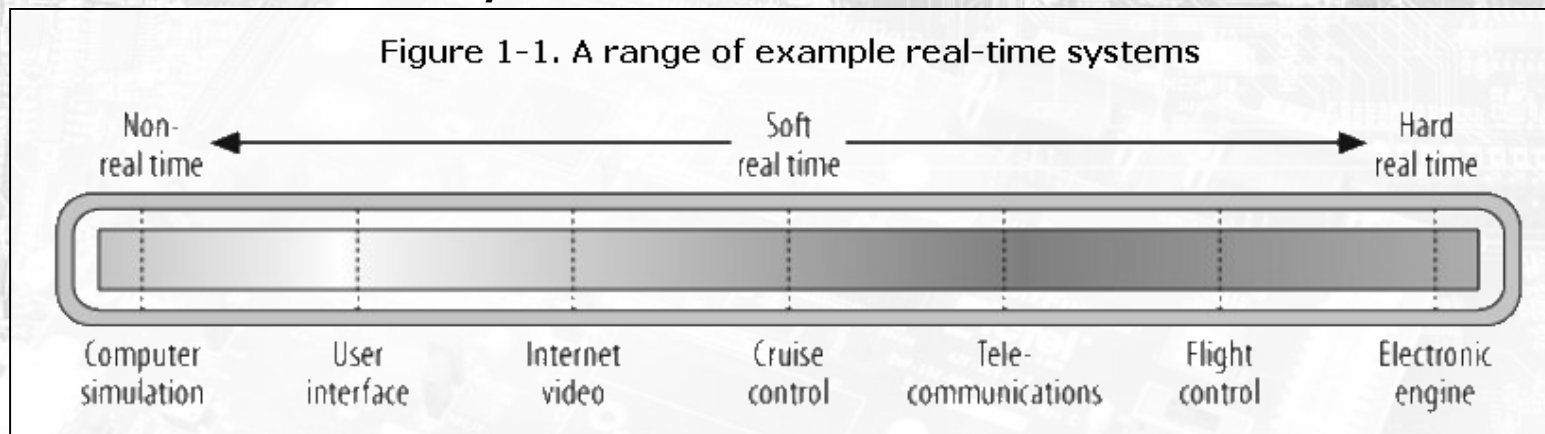 Figure 1-1. A range of example real-time systems
Non-
real time
Soft
real time
Hard
real time
Computer
simulation
User
interface
Internet
video
Cruise
control
Tele-
communications
Flight
control
Electronic
engine